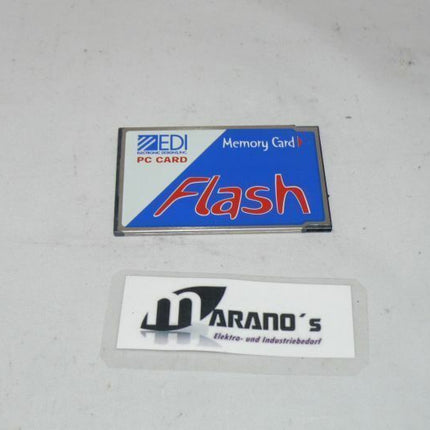 EDI
ELECTRONIC DESIGNS INC.
PC CARD
Memory Card
Flash
MARANO´s
Elektro- und Industriebedarf